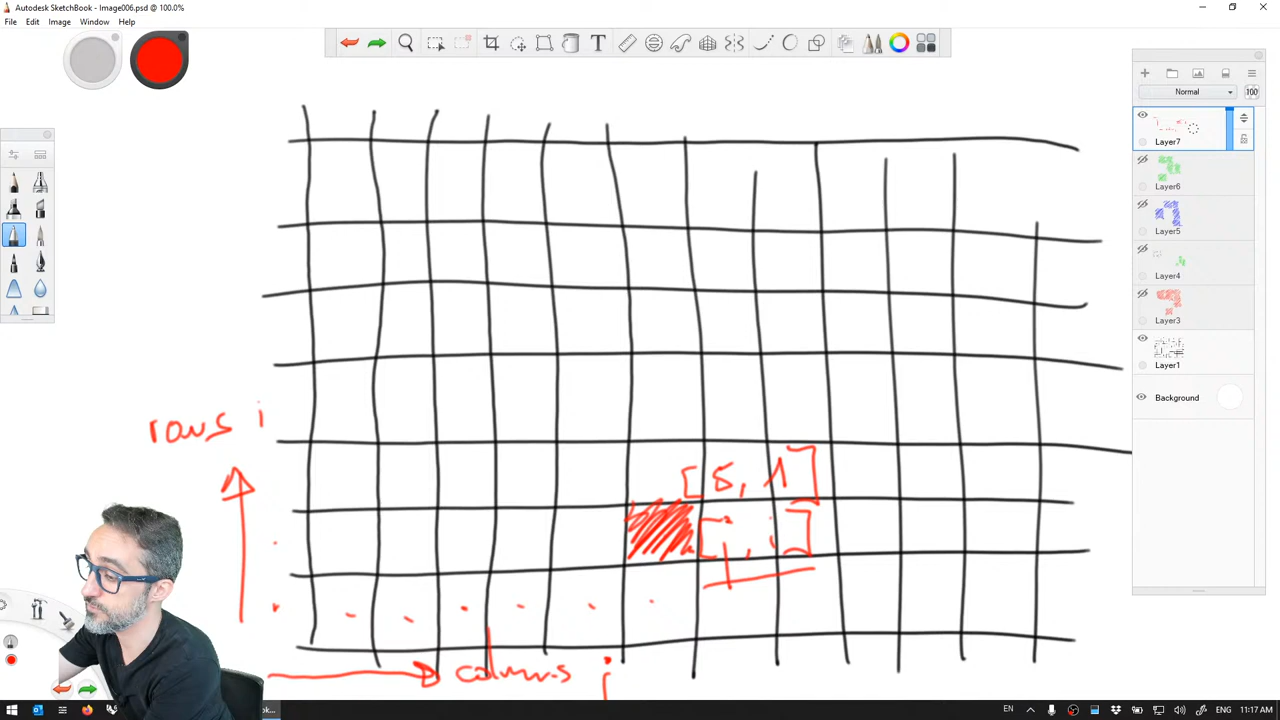 Autodesk SketchBook - Image006.psd @ 100.0%
File Edit Image Window Help
T
Normal 100
Layer7
Layer6
Layer5
Layer4
Layer3
Layer1
Background
rows i
[5, 1]
[j, i]
columns j
EN 11:17 AM